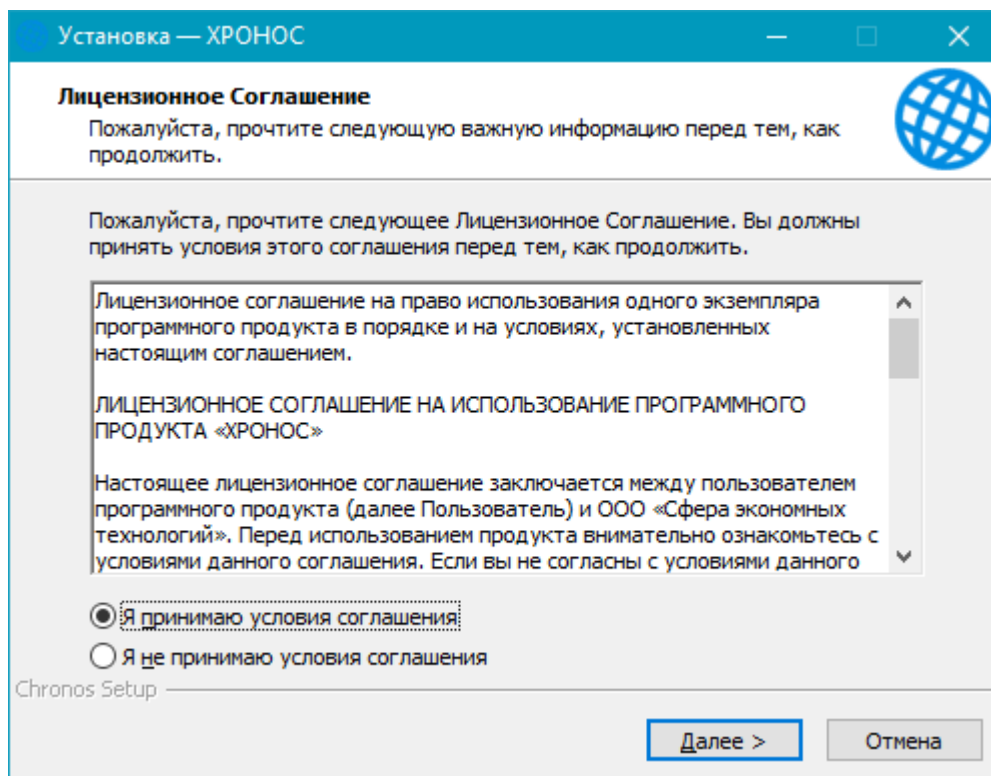 Установка — ХРОНОС
Лицензионное Соглашение
Пожалуйста, прочтите следующую важную информацию перед тем, как
продолжить.
Пожалуйста, прочтите следующее Лицензионное Соглашение. Вы должны
принять условия этого соглашения перед тем, как продолжить.
Лицензионное соглашение на право использования одного экземпляра
программного продукта в порядке и на условиях, установленных
настоящим соглашением.
ЛИЦЕНЗИОННОЕ СОГЛАШЕНИЕ НА ИСПОЛЬЗОВАНИЕ ПРОГРАММНОГО
ПРОДУКТА «ХРОНОС»
Настоящее лицензионное соглашение заключается между пользователем
программного продукта (далее Пользователь) и ООО «Сфера экономных
технологий». Перед использованием продукта внимательно ознакомьтесь с
условиями данного соглашения. Если вы не согласны с условиями данного
Я принимаю условия соглашения
Я не принимаю условия соглашения
Chronos Setup
Далее >
Отмена